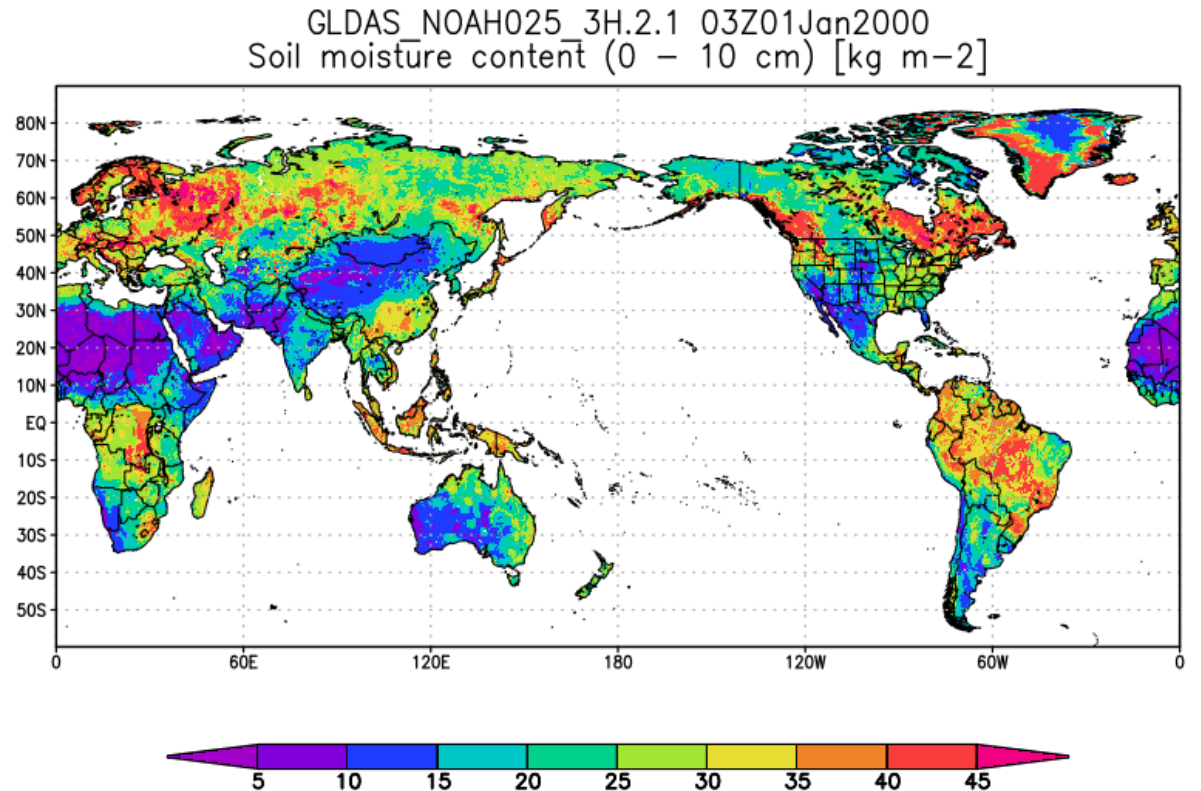 GLDAS_NOAH025_3H.2.1 03Z01Jan2000
Soil moisture content (0 - 10 cm) [kg m-2]
80N
70N
60N
50N
40N
30N
20N
10N
EQ
10S
20S
30S
40S
50S
0 60E 120E 180 120W 60W 0
5 10 15 20 25 30 35 40 45